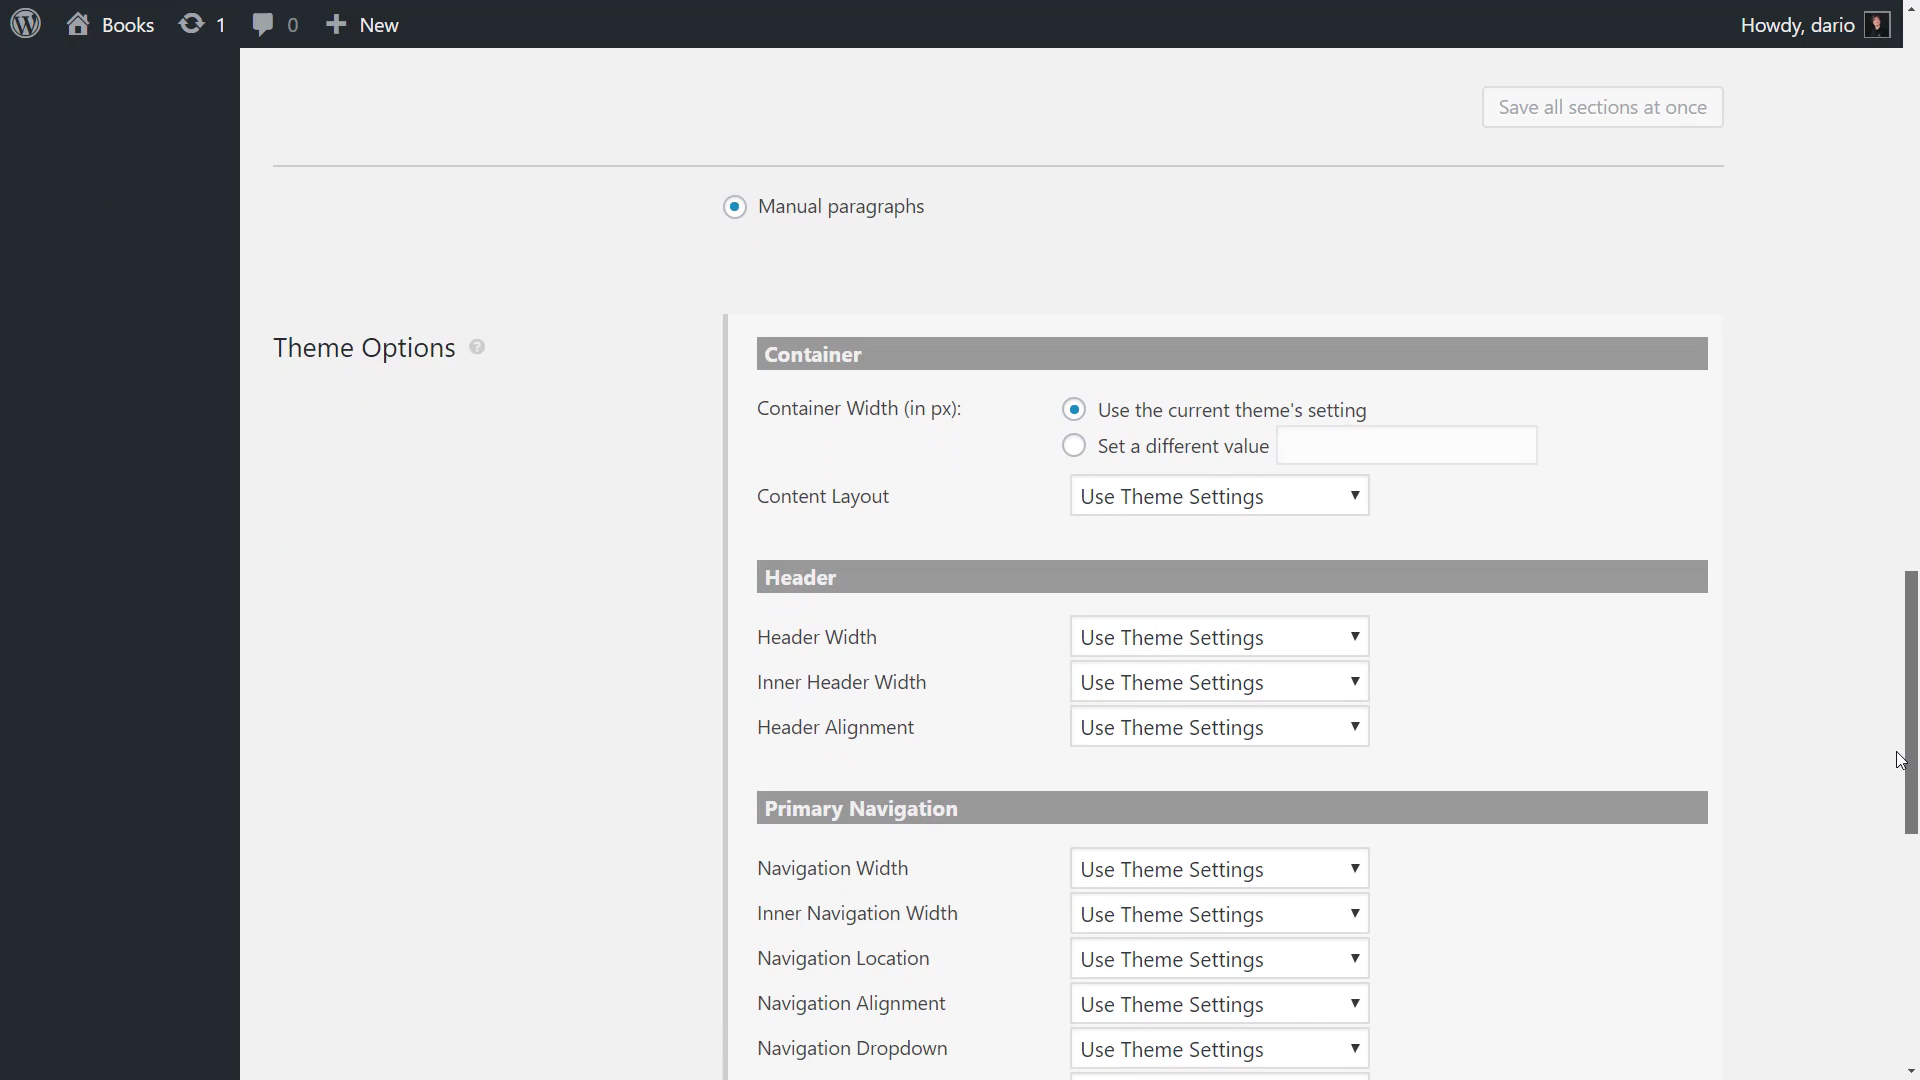 Books 1 0 New Howdy, dario
Save all sections at once
Manual paragraphs
Theme Options ?
Container
Container Width (in px): Use the current theme's setting
Set a different value
Content Layout Use Theme Settings
Header
Header Width Use Theme Settings
Inner Header Width Use Theme Settings
Header Alignment Use Theme Settings
Primary Navigation
Navigation Width Use Theme Settings
Inner Navigation Width Use Theme Settings
Navigation Location Use Theme Settings
Navigation Alignment Use Theme Settings
Navigation Dropdown Use Theme Settings